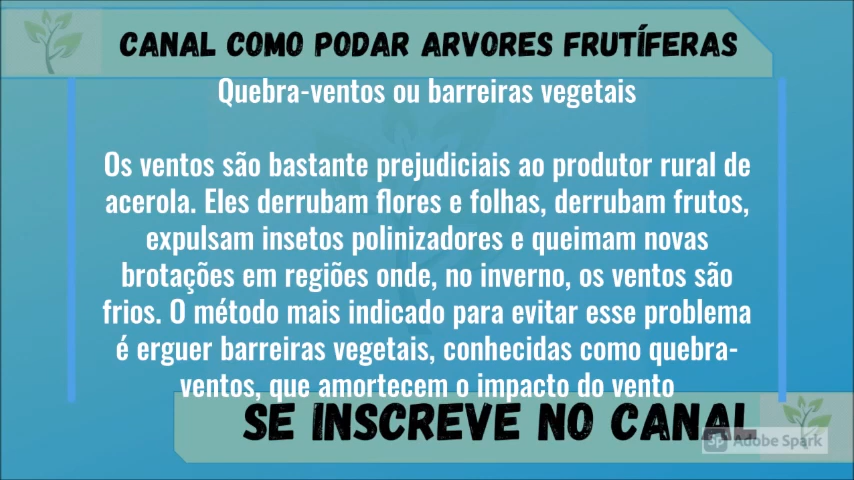 CANAL COMO PODAR ARVORES FRUTÍFERAS
Quebra-ventos ou barreiras vegetais
Os ventos são bastante prejudiciais ao produtor rural de
acerola. Eles derrubam flores e folhas, derrubam frutos,
expulsam insetos polinizadores e queimam novas
brotações em regiões onde, no inverno, os ventos são
frios. O método mais indicado para evitar esse problema
é erguer barreiras vegetais, conhecidas como quebra-
ventos, que amortecem o impacto do vento
SE INSCREVE NO CANAL
Sp Adobe Spark